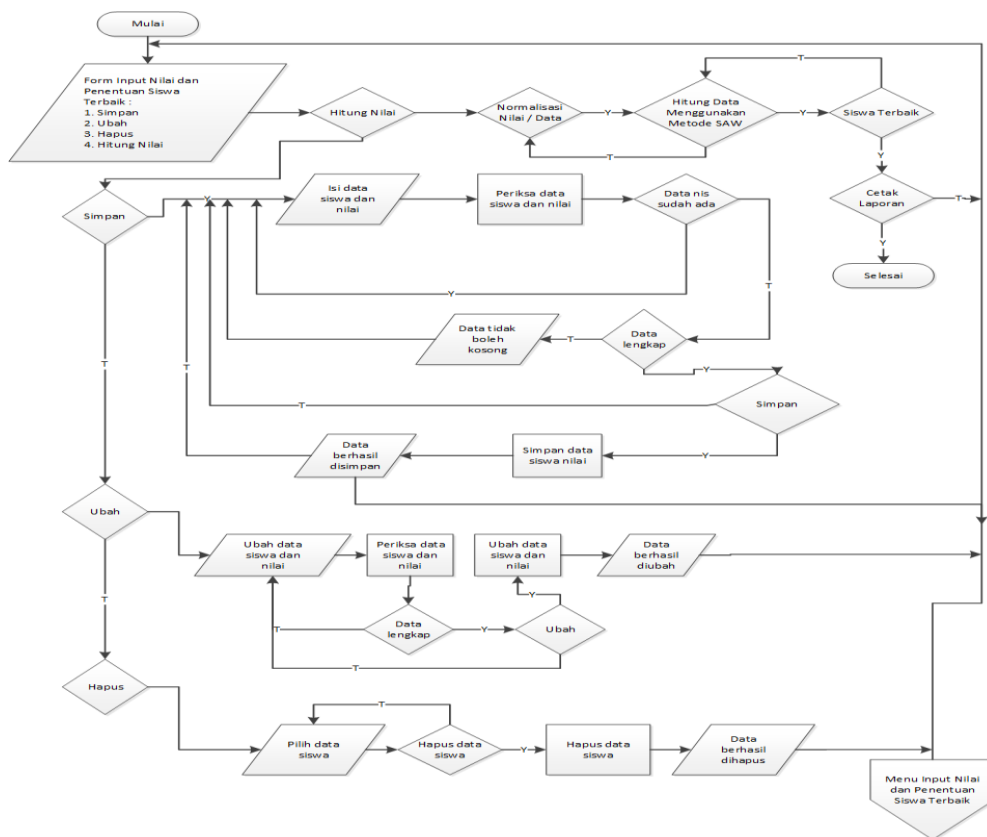 Mulai
Form Input Nilai dan
Penentuan Siswa
Terbaik :
1. Simpan
2. Ubah
3. Hapus
4. Hitung Nilai
Hitung Nilai
Normalisasi
Nilai / Data
Y
T
Hitung Data
Menggunakan
Metode SAW
Y
T
Siswa Terbaik
Y
Cetak
Laporan
T
Y
Selesai
Simpan
Y
Isi data
siswa dan
nilai
Periksa data
siswa dan nilai
Data nis
sudah ada
Y
T
Data
lengkap
T
Data tidak
boleh
kosong
Y
Simpan
T
Y
Simpan data
siswa nilai
Data
berhasil
disimpan
T
T
Ubah
Ubah data
siswa dan
nilai
Periksa data
siswa dan
nilai
Ubah data
siswa dan
nilai
Data
berhasil
diubah
Y
Data
lengkap
T
Y
Ubah
T
T
Hapus
Pilih data
siswa
T
Hapus data
siswa
Y
Hapus data
siswa
Data
berhasil
dihapus
Menu Input Nilai
dan Penentuan
Siswa Terbaik